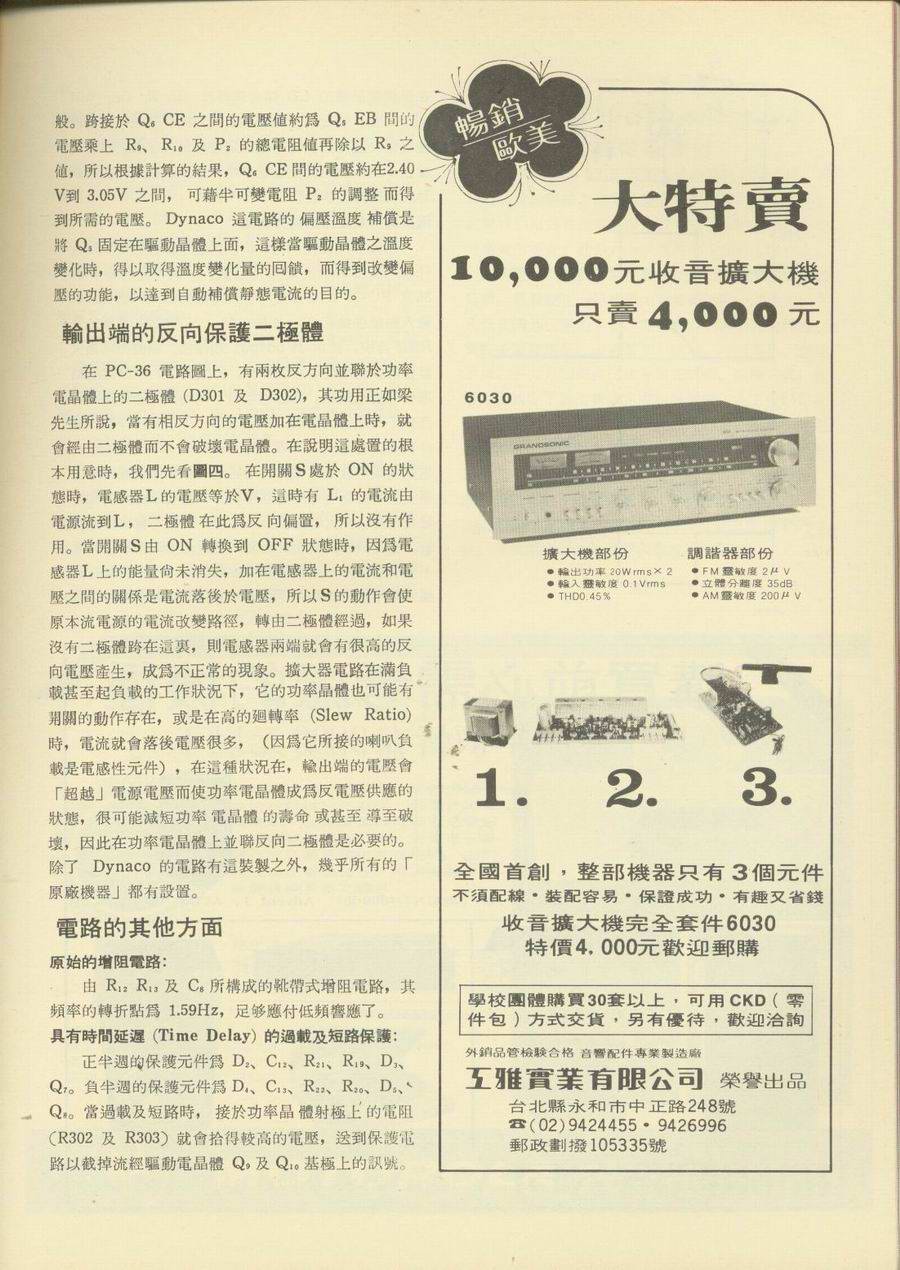 般。跨接於 Q₆ CE 之間的電壓値約爲 Q₆ EB 間的
電壓乘上 R₉、 R₁₀ 及 P₂ 的總電阻値再除以 R₉ 之
値，所以根據計算的結果，Q₆ CE 間的電壓約在2.40
V到 3.05V 之間， 可藉半可變電阻 P₂ 的調整 而得
到所需的電壓。 Dynaco 這電路的 偏壓溫度 補償是
將 Q₅ 固定在驅動晶體上面，這樣當驅動晶體之溫度
變化時，得以取得溫度變化量的回饋，而得到改變偏
壓的功能，以達到自動補償靜態電流的目的。
輸出端的反向保護二極體
在 PC-36 電路圖上，有兩枚反方向並聯於功率
電晶體上的二極體 (D301 及 D302)，其功用正如梁
先生所說，當有相反方向的電壓加在電晶體上時，就
會經由二極體而不會破壞電晶體。在說明這處置的根
本用意時，我們先看圖四。 在開關S處於 ON 的狀
態時，電感器L的電壓等於V，這時有 L₁ 的電流由
電源流到L， 二極體 在此爲反 向偏置， 所以沒有作
用。當開關S由 ON 轉換到 OFF 狀態時，因爲電
感器L上的能量尙未消失，加在電感器上的電流和電
壓之間的關係是電流落後於電壓，所以S的動作會使
原本流電源的電流改變路徑，轉由二極體經過，如果
沒有二極體跨在這裏，則電感器兩端就會有很高的反
向電壓產生，成爲不正常的現象。擴大器電路在滿負
載甚至起負載的工作狀況下，它的功率晶體也可能有
開關的動作存在，或是在高的廻轉率 (Slew Ratio)
時，電流就會落後電壓很多， (因爲它所接的喇叭負
載是電感性元件) ，在這種狀況在，輸出端的電壓會
「超越」電源電壓而使功率電晶體成爲反電壓供應的
狀態，很可能減短功率 電晶體 的壽命 或甚至 導至破
壞，因此在功率電晶體上並聯反向二極體是必要的。
除了 Dynaco 的電路有這裝製之外，幾乎所有的「
原廠機器」都有設置。
電路的其他方面
原始的增阻電路：
由 R₁₂ R₁₃ 及 C₈ 所構成的靴帶式增阻電路，其
頻率的轉折點爲 1.59Hz，足够應付低頻響應了。
具有時間延遲 (Time Delay) 的過載及短路保護：
正半週的保護元件爲 D₂、 C₁₂、 R₂₁、 R₁₉、 D₃、
Q₇。負半週的保護元件爲 D₄、 C₁₃、 R₂₂、 R₂₀、 D₅、
Q₈。當過載及短路時， 接於功率晶 體射極上 的電阻
(R302 及 R303) 就會拾得較高的電壓，送到保護電
路以截掉流經驅動電晶體 Q₉ 及 Q₁₀ 基極上的訊號。
暢銷
歐美
大特賣
10,000元收音擴大機
只賣 4,000 元
6030
GRANDSONIC
擴大機部份
●輸出功率 20Wrms×2
●輸入靈敏度 0.1Vrms
●THD0.45%
調諧器部份
●FM靈敏度 2μV
●立體分離度 35dB
●AM靈敏度 200μV
1. 2. 3.
全國首創，整部機器只有3個元件
不須配線・裝配容易・保證成功・有趣又省錢
收音擴大機完全套件6030
特價4,000元歡迎郵購
學校團體購買30套以上，可用CKD（零
件包）方式交貨，另有優待，歡迎洽詢
外銷品管檢驗合格 音響配件專業製造廠
互雅實業有限公司 榮譽出品
台北縣永和市中正路248號
☎(02)9424455・9426996
郵政劃撥105335號